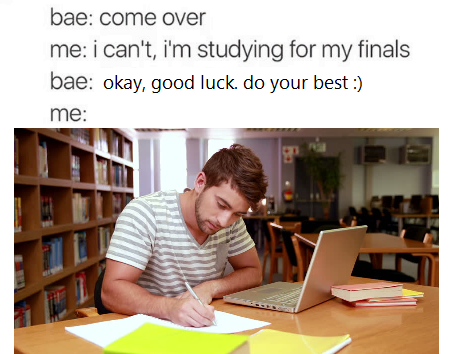 bae: come over
me: i can't, i'm studying for my finals
bae: okay, good luck. do your best :)
me: